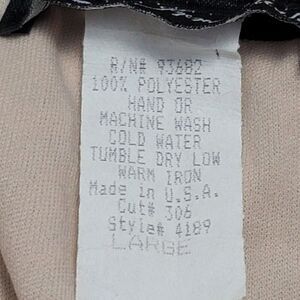 R/N# 93682
100% POLYESTER
HAND OR
MACHINE WASH
COLD WATER
TUMBLE DRY LOW
WARM IRON
Made in U.S.A.
Cut# 306
Style# 4189
LARGE